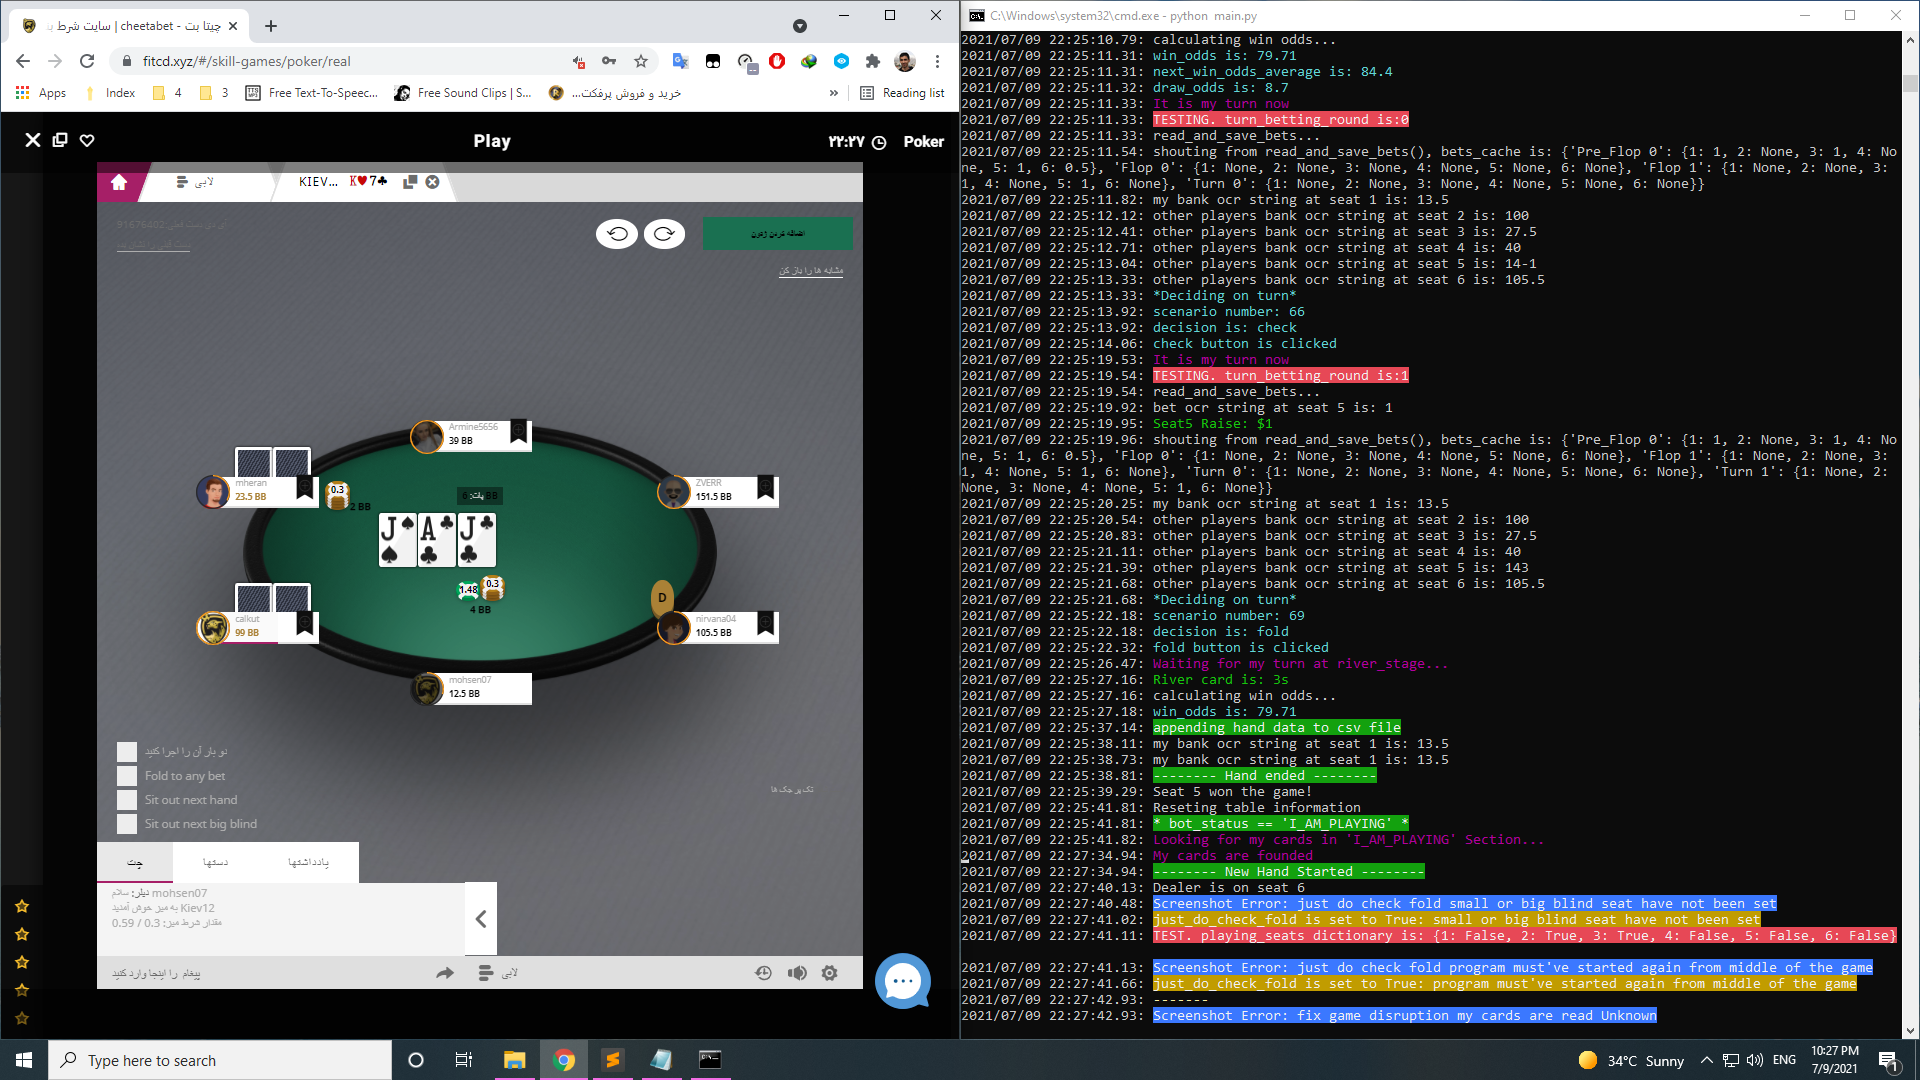 چیتا بت - cheetabet | سایت شرط
fitcd.xyz/#/skill-games/poker/real
Apps
Index
4
3
Free Text-To-Speec...
Free Sound Clips | S...
خرید و فروش پرفکت...
»
Reading list
Play
۲۲:۲۷
Poker
لابی
KIEV... K♥7♣
91676402
اضافه کردن ژتون
مشابه ها را باز کن
Armine5656
39 BB
mheran
23.5 BB
0.3
2 BB
ZVERR
151.5 BB
پات: 6 BB
J A J
1.48 0.3
4 BB
D
calkut
99 BB
nirvana04
105.5 BB
mohsen07
12.5 BB
دو بار آن را اجرا کنید
Fold to any bet
Sit out next hand
Sit out next big blind
تک پر جک ها
چت
دستها
یادداشتها
دیلر: سلام mohsen07
به میز خوش آمدید Kiev12
مقدار شرط میز: 0.3 / 0.59
پیغام را اینجا وارد کنید
لابی
C:\Windows\system32\cmd.exe - python main.py
2021/07/09 22:25:10.79: calculating win odds...
2021/07/09 22:25:11.31: win_odds is: 79.71
2021/07/09 22:25:11.31: next_win_odds_average is: 84.4
2021/07/09 22:25:11.32: draw_odds is: 8.7
2021/07/09 22:25:11.33: It is my turn now
2021/07/09 22:25:11.33: TESTING. turn_betting_round is:0
2021/07/09 22:25:11.33: read_and_save_bets...
2021/07/09 22:25:11.54: shouting from read_and_save_bets(), bets_cache is: {'Pre_Flop 0': {1: 1, 2: None, 3: 1, 4: No
ne, 5: 1, 6: 0.5}, 'Flop 0': {1: None, 2: None, 3: None, 4: None, 5: None, 6: None}, 'Flop 1': {1: None, 2: None, 3:
1, 4: None, 5: 1, 6: None}, 'Turn 0': {1: None, 2: None, 3: None, 4: None, 5: None, 6: None}}
2021/07/09 22:25:11.82: my bank ocr string at seat 1 is: 13.5
2021/07/09 22:25:12.12: other players bank ocr string at seat 2 is: 100
2021/07/09 22:25:12.41: other players bank ocr string at seat 3 is: 27.5
2021/07/09 22:25:12.71: other players bank ocr string at seat 4 is: 40
2021/07/09 22:25:13.04: other players bank ocr string at seat 5 is: 14-1
2021/07/09 22:25:13.33: other players bank ocr string at seat 6 is: 105.5
2021/07/09 22:25:13.33: *Deciding on turn*
2021/07/09 22:25:13.92: scenario number: 66
2021/07/09 22:25:13.92: decision is: check
2021/07/09 22:25:14.06: check button is clicked
2021/07/09 22:25:19.53: It is my turn now
2021/07/09 22:25:19.54: TESTING. turn_betting_round is:1
2021/07/09 22:25:19.54: read_and_save_bets...
2021/07/09 22:25:19.92: bet ocr string at seat 5 is: 1
2021/07/09 22:25:19.95: Seat5 Raise: $1
2021/07/09 22:25:19.96: shouting from read_and_save_bets(), bets_cache is: {'Pre_Flop 0': {1: 1, 2: None, 3: 1, 4: No
ne, 5: 1, 6: 0.5}, 'Flop 0': {1: None, 2: None, 3: None, 4: None, 5: None, 6: None}, 'Flop 1': {1: None, 2: None, 3:
1, 4: None, 5: 1, 6: None}, 'Turn 0': {1: None, 2: None, 3: None, 4: None, 5: None, 6: None}, 'Turn 1': {1: None, 2:
None, 3: None, 4: None, 5: 1, 6: None}}
2021/07/09 22:25:20.25: my bank ocr string at seat 1 is: 13.5
2021/07/09 22:25:20.54: other players bank ocr string at seat 2 is: 100
2021/07/09 22:25:20.83: other players bank ocr string at seat 3 is: 27.5
2021/07/09 22:25:21.11: other players bank ocr string at seat 4 is: 40
2021/07/09 22:25:21.39: other players bank ocr string at seat 5 is: 143
2021/07/09 22:25:21.68: other players bank ocr string at seat 6 is: 105.5
2021/07/09 22:25:21.68: *Deciding on turn*
2021/07/09 22:25:22.18: scenario number: 69
2021/07/09 22:25:22.18: decision is: fold
2021/07/09 22:25:22.32: fold button is clicked
2021/07/09 22:25:26.47: Waiting for my turn at river_stage...
2021/07/09 22:25:27.16: River card is: 3s
2021/07/09 22:25:27.16: calculating win odds...
2021/07/09 22:25:27.18: win_odds is: 79.71
2021/07/09 22:25:37.14: appending hand data to csv file
2021/07/09 22:25:38.11: my bank ocr string at seat 1 is: 13.5
2021/07/09 22:25:38.73: my bank ocr string at seat 1 is: 13.5
2021/07/09 22:25:38.81: -------- Hand ended --------
2021/07/09 22:25:39.29: Seat 5 won the game!
2021/07/09 22:25:41.81: Reseting table information
2021/07/09 22:25:41.81: * bot_status == 'I_AM_PLAYING' *
2021/07/09 22:25:41.82: Looking for my cards in 'I_AM_PLAYING' Section...
2021/07/09 22:27:34.94: My cards are founded
2021/07/09 22:27:34.94: -------- New Hand Started --------
2021/07/09 22:27:40.13: Dealer is on seat 6
2021/07/09 22:27:40.48: Screenshot Error: just do check fold small or big blind seat have not been set
2021/07/09 22:27:41.02: just_do_check_fold is set to True: small or big blind seat have not been set
2021/07/09 22:27:41.11: TEST. playing_seats dictionary is: {1: False, 2: True, 3: True, 4: False, 5: False, 6: False}
2021/07/09 22:27:41.13: Screenshot Error: just do check fold program must've started again from middle of the game
2021/07/09 22:27:41.66: just_do_check_fold is set to True: program must've started again from middle of the game
2021/07/09 22:27:42.93: -------
2021/07/09 22:27:42.93: Screenshot Error: fix game disruption my cards are read Unknown
Type here to search
34°C Sunny
ENG
10:27 PM
7/9/2021
1